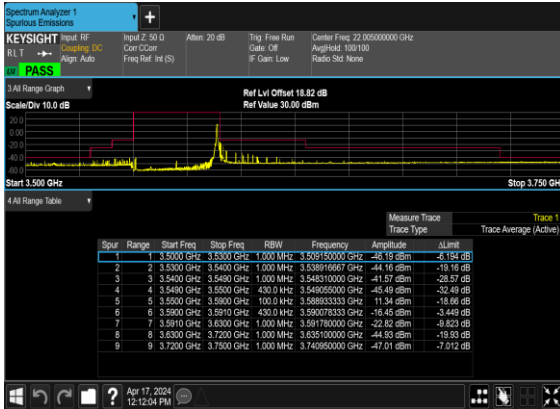 Spectrum Analyzer 1
Spurious Emissions
+
KEYSIGHT Input: RF Input Z: 50 Ω Atten: 20 dB Trig: Free Run Center Freq: 22.005000000 GHz
RLT Coupling: DC Corr CCorr Gate: Off Avg|Hold: 100/100
Align: Auto Freq Ref: Int (S) IF Gain: Low Radio Std: None
PASS
3 All Range Graph
Ref Lvl Offset 18.82 dB
Scale/Div 10.0 dB Ref Value 30.00 dBm
20.0
0.00
-20.0
-40.0
-60.0
Start 3.500 GHz Stop 3.750 GH
4 All Range Table
Measure Trace Trace 1
Trace Type Trace Average (Active)
Spur Range Start Freq Stop Freq RBW Frequency Amplitude ΔLimit
1 1 3.5000 GHz 3.5300 GHz 1.000 MHz 3.509150000 GHz -46.19 dBm -6.194 dB
2 2 3.5300 GHz 3.5400 GHz 1.000 MHz 3.538916667 GHz -44.16 dBm -19.16 dB
3 3 3.5400 GHz 3.5490 GHz 1.000 MHz 3.548310000 GHz -41.57 dBm -28.57 dB
4 4 3.5490 GHz 3.5500 GHz 430.0 kHz 3.549055000 GHz -45.49 dBm -32.49 dB
5 5 3.5500 GHz 3.5900 GHz 100.0 kHz 3.588933333 GHz 11.34 dBm -18.66 dB
6 6 3.5900 GHz 3.5910 GHz 430.0 kHz 3.590078333 GHz -16.45 dBm -3.449 dB
7 7 3.5910 GHz 3.6300 GHz 1.000 MHz 3.591780000 GHz -22.82 dBm -9.823 dB
8 8 3.6300 GHz 3.7200 GHz 1.000 MHz 3.635100000 GHz -44.93 dBm -19.93 dB
9 9 3.7200 GHz 3.7500 GHz 1.000 MHz 3.740950000 GHz -47.01 dBm -7.012 dB
? Apr 17, 2024
12:12:04 PM